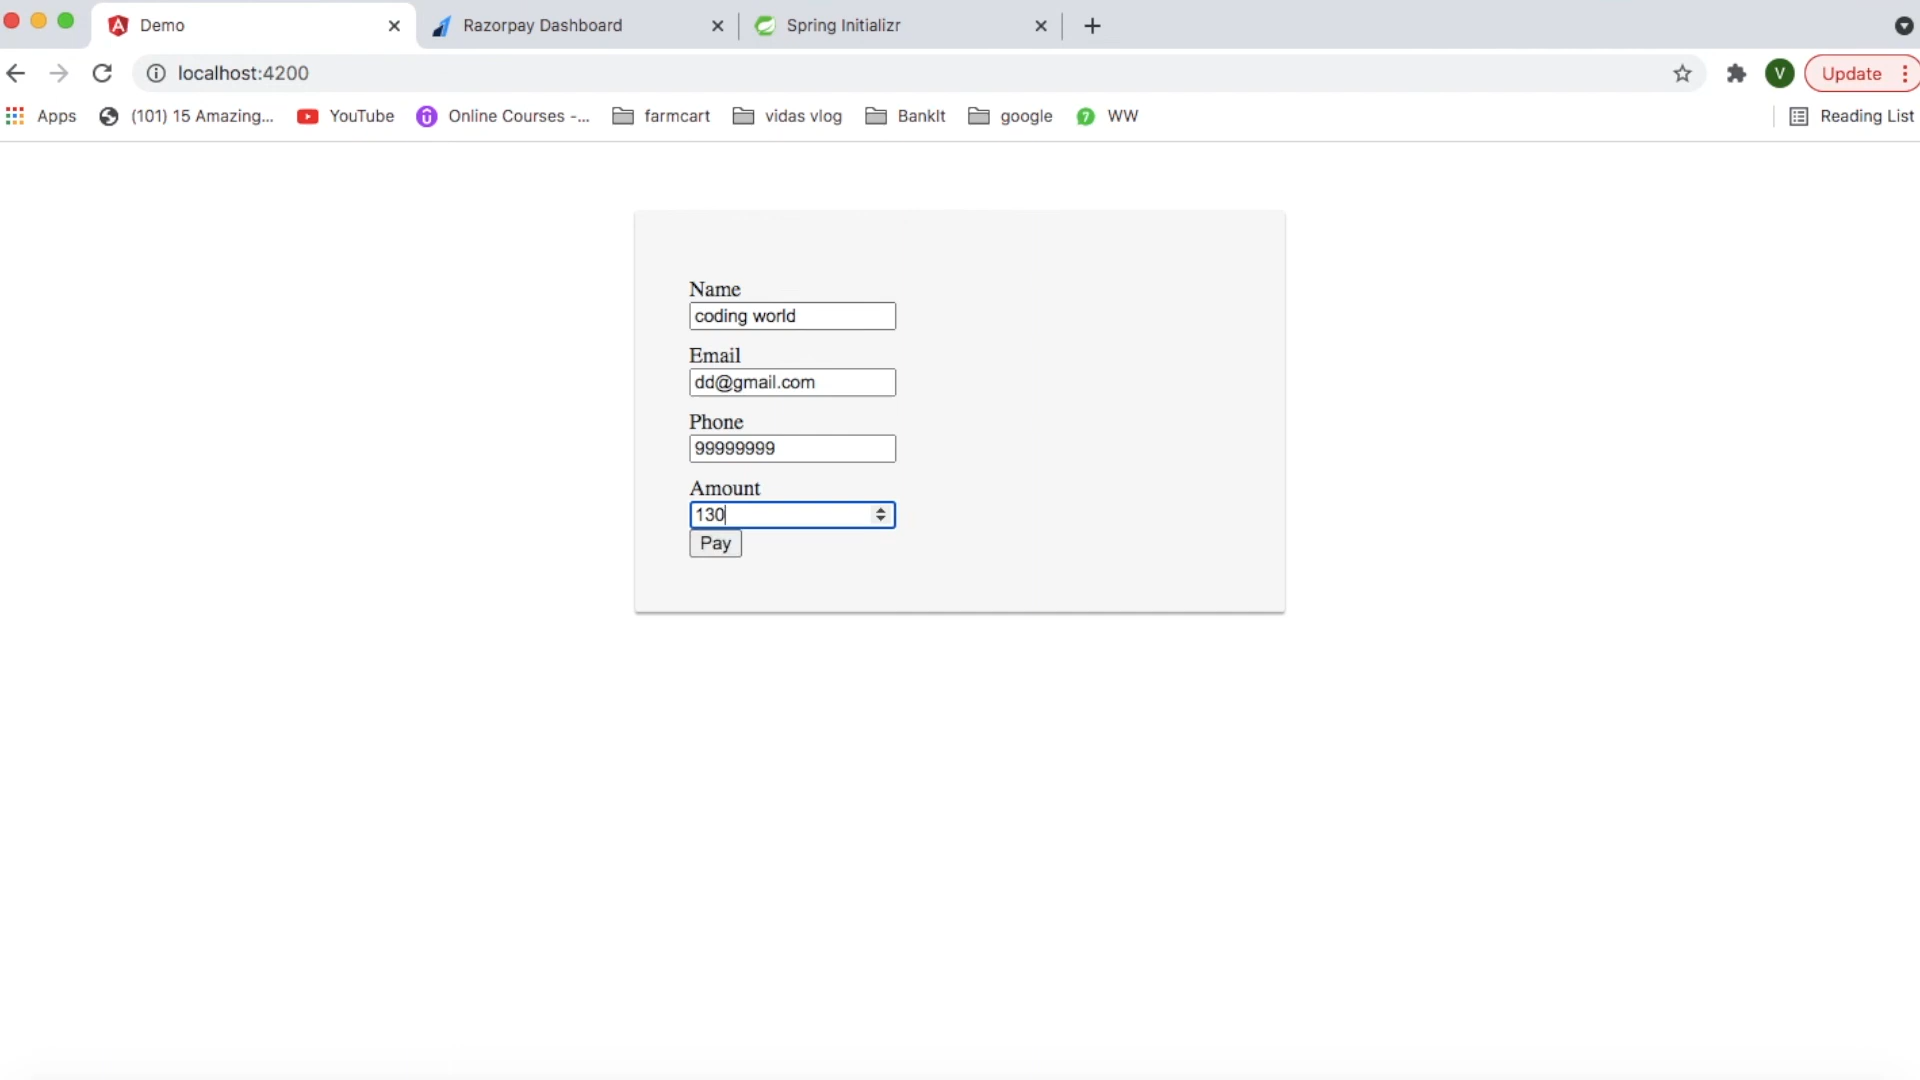 Demo
Razorpay Dashboard
Spring Initializr
localhost:4200
V
Update
Apps
(101) 15 Amazing...
YouTube
Online Courses -...
farmcart
vidas vlog
BankIt
google
7
WW
Reading List
Name
coding world
Email
dd@gmail.com
Phone
99999999
Amount
130
Pay